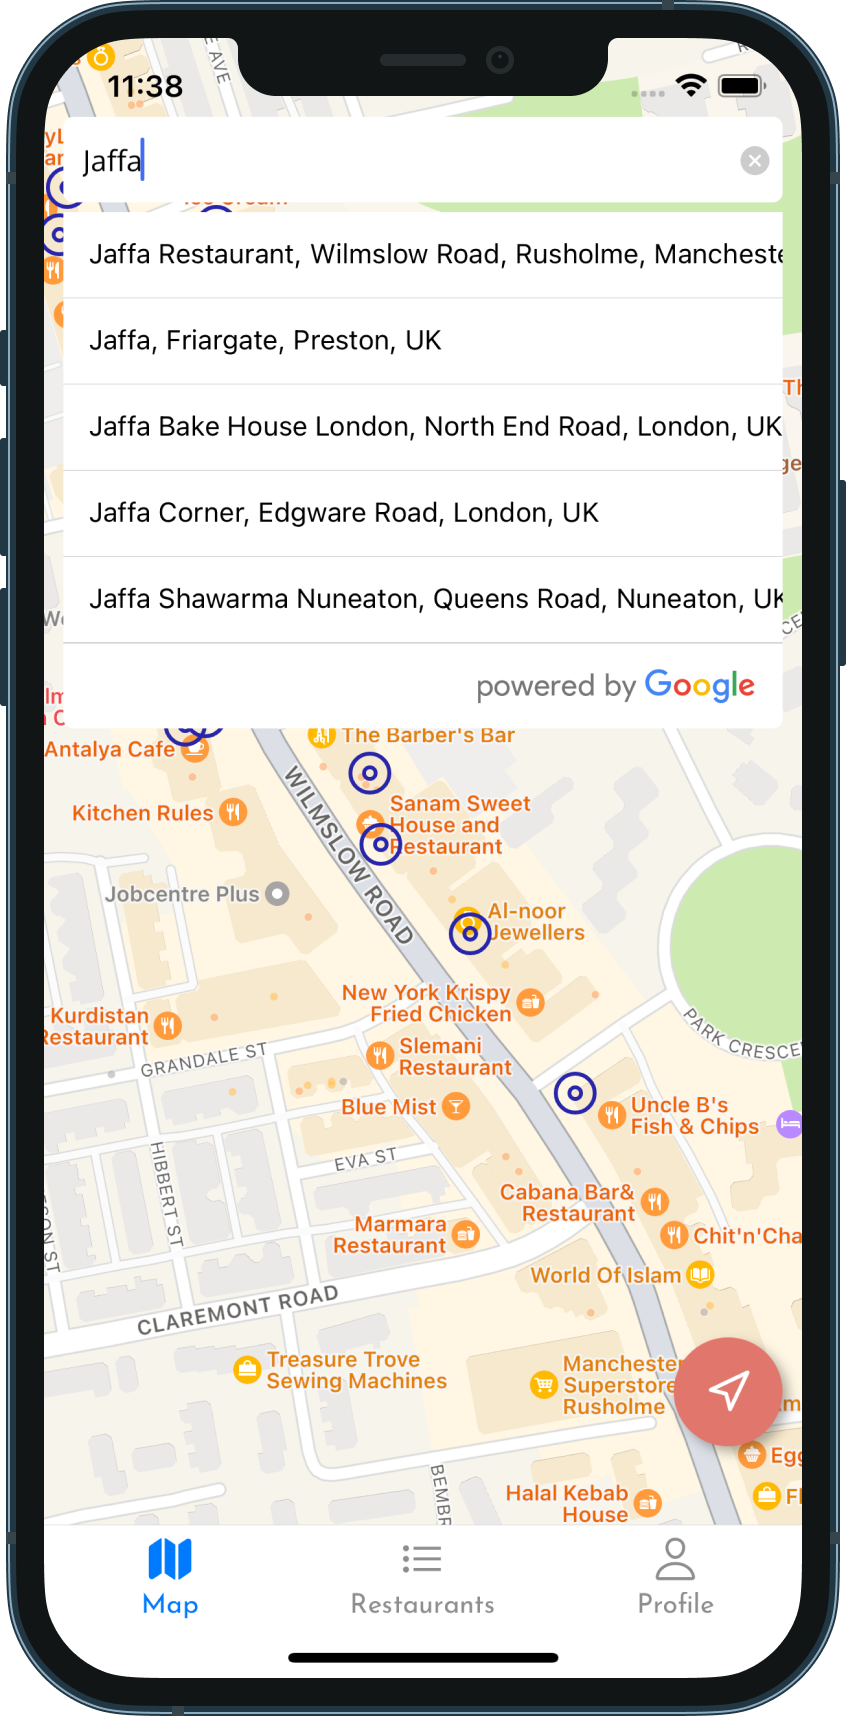 11:38
Jaffa
Jaffa Restaurant, Wilmslow Road, Rusholme, Mancheste
Jaffa, Friargate, Preston, UK
Jaffa Bake House London, North End Road, London, UK
Jaffa Corner, Edgware Road, London, UK
Jaffa Shawarma Nuneaton, Queens Road, Nuneaton, UK
powered by Google
The Barber's Bar
Antalya Cafe
Kitchen Rules
WILMSLOW ROAD
Sanam Sweet
House and
Restaurant
Jobcentre Plus
Al-noor
Jewellers
New York Krispy
Fried Chicken
Kurdistan
Restaurant
PARK CRESCE
GRANDALE ST
Slemani
Restaurant
Blue Mist
Uncle B's
Fish & Chips
HIBBERT ST
EVA ST
Cabana Bar&
Restaurant
Marmara
Restaurant
Chit'n'Cha
World Of Islam
CLAREMONT ROAD
Treasure Trove
Sewing Machines
Manchester
Superstore
Rusholme
Egg
BEMBR
Halal Kebab
House
Map
Restaurants
Profile